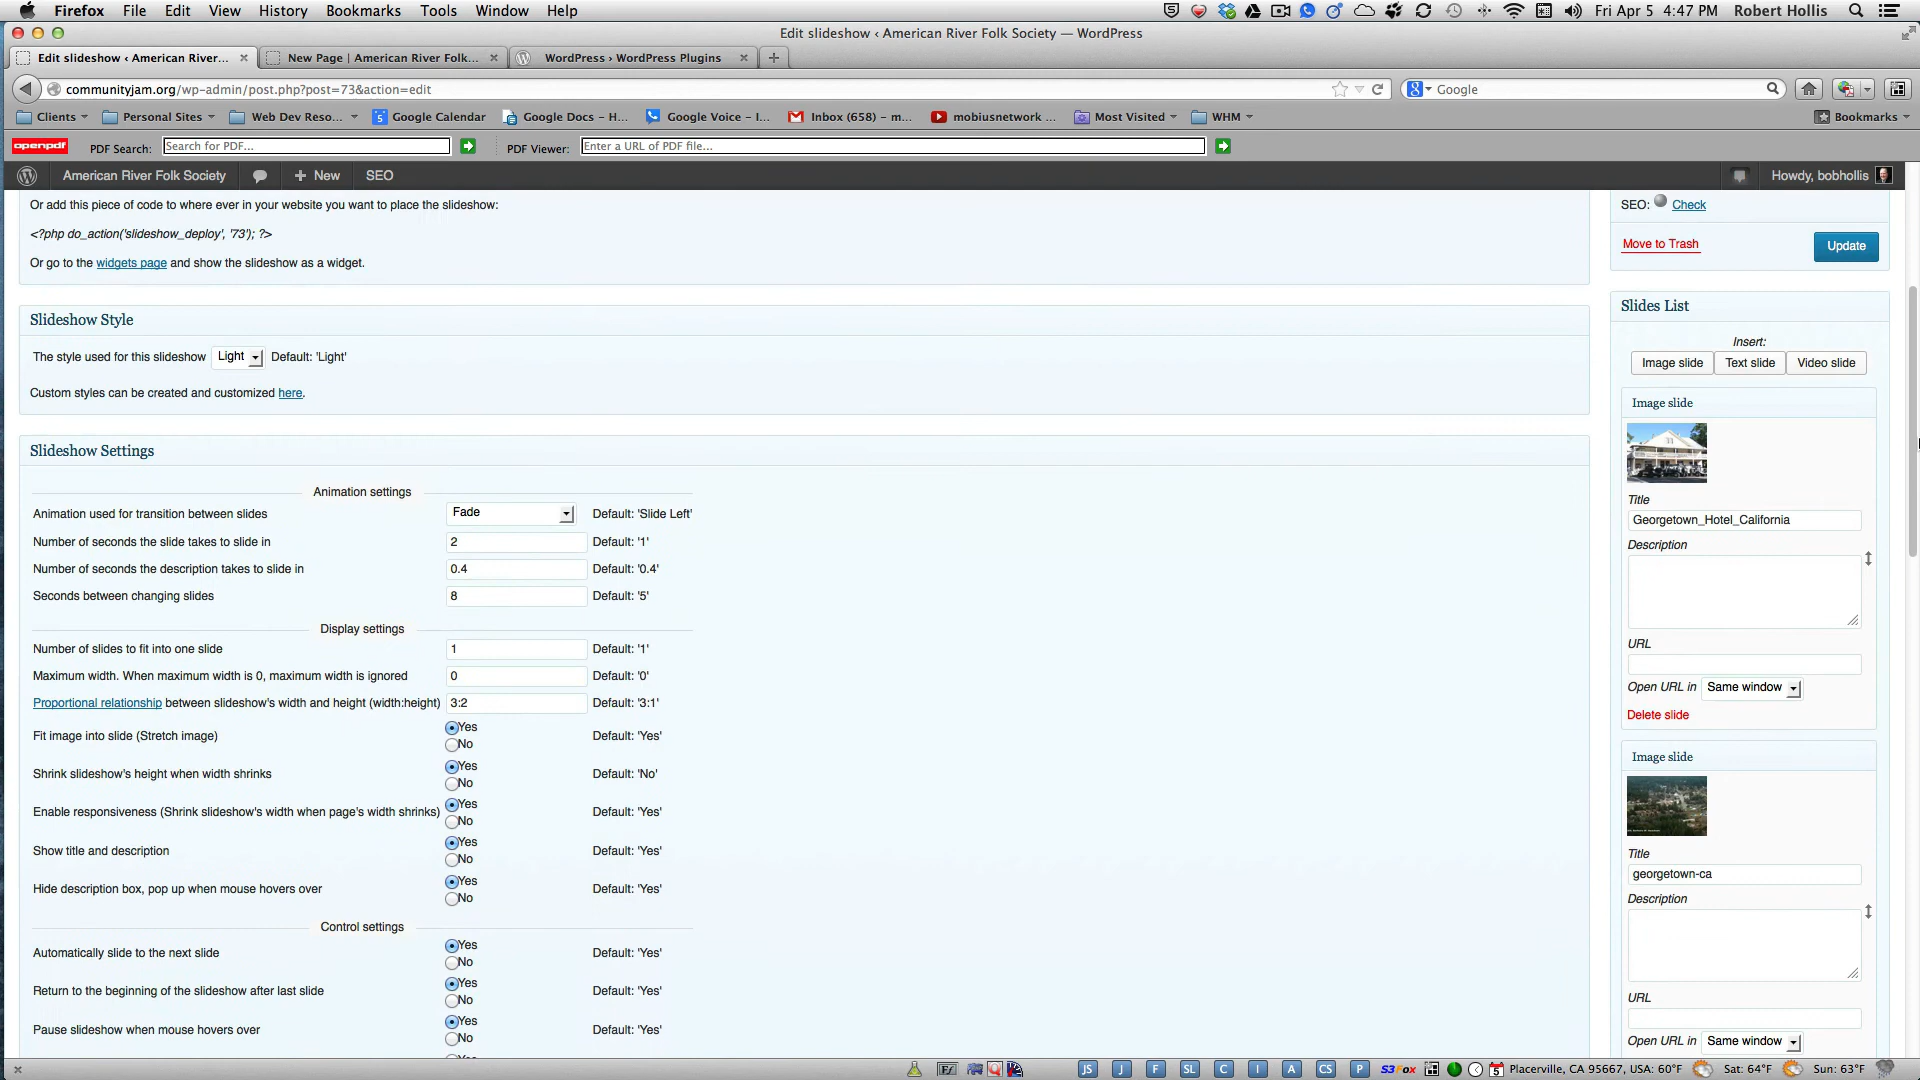 Firefox File Edit View History Bookmarks Tools Window Help
Fri Apr 5 4:47 PM Robert Hollis
Edit slideshow ‹ American River Folk Society — WordPress
Edit slideshow ‹ American River...
New Page | American River Folk...
WordPress › WordPress Plugins
communityjam.org/wp-admin/post.php?post=73&action=edit
Google
Clients
Personal Sites
Web Dev Reso...
Google Calendar
Google Docs – H...
Google Voice – l...
Inbox (658) – m...
mobiusnetwork ...
Most Visited
WHM
Bookmarks
openpdf PDF Search: Search for PDF... PDF Viewer: Enter a URL of PDF file...
American River Folk Society
New
SEO
Howdy, bobhollis
Or add this piece of code to where ever in your website you want to place the slideshow:
<?php do_action('slideshow_deploy', '73'); ?>
Or go to the widgets page and show the slideshow as a widget.
Slideshow Style
The style used for this slideshow Light Default: 'Light'
Custom styles can be created and customized here.
Slideshow Settings
Animation settings
Animation used for transition between slides Fade Default: 'Slide Left'
Number of seconds the slide takes to slide in 2 Default: '1'
Number of seconds the description takes to slide in 0.4 Default: '0.4'
Seconds between changing slides 8 Default: '5'
Display settings
Number of slides to fit into one slide 1 Default: '1'
Maximum width. When maximum width is 0, maximum width is ignored 0 Default: '0'
Proportional relationship between slideshow's width and height (width:height) 3:2 Default: '3:1'
Fit image into slide (Stretch image) Yes No Default: 'Yes'
Shrink slideshow's height when width shrinks Yes No Default: 'No'
Enable responsiveness (Shrink slideshow's width when page's width shrinks) Yes No Default: 'Yes'
Show title and description Yes No Default: 'Yes'
Hide description box, pop up when mouse hovers over Yes No Default: 'Yes'
Control settings
Automatically slide to the next slide Yes No Default: 'Yes'
Return to the beginning of the slideshow after last slide Yes No Default: 'Yes'
Pause slideshow when mouse hovers over Yes No Default: 'Yes'
SEO: Check
Move to Trash Update
Slides List
Insert:
Image slide Text slide Video slide
Image slide
Title
Georgetown_Hotel_California
Description
URL
Open URL in Same window
Delete slide
Image slide
Title
georgetown-ca
Description
URL
Open URL in Same window
JS J F SL C I A CS P S3Fox 5 Placerville, CA 95667, USA: 60°F Sat: 64°F Sun: 63°F